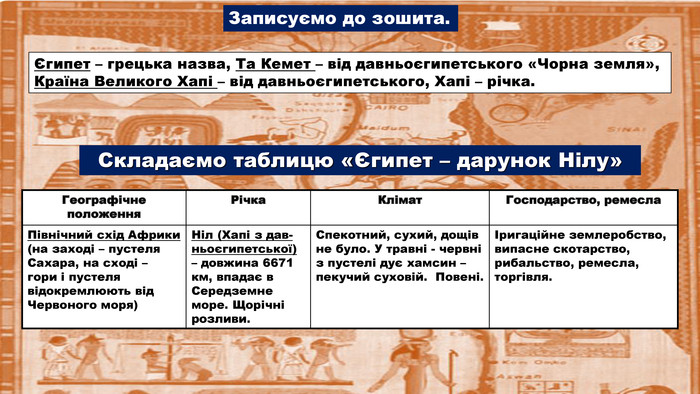 Записуємо до зошита.
Єгипет – грецька назва, Та Кемет – від давньоєгипетського «Чорна земля»,
Країна Великого Хапі – від давньоєгипетського, Хапі – річка.
CAIRO
Maidum
SINAI
Складаємо таблицю «Єгипет – дарунок Нілу»
Географічне
положення
Річка
Клімат
Господарство, ремесла
Північний схід Африки
(на заході – пустеля
Сахара, на сході –
гори і пустеля
відокремлюють від
Червоного моря)
Ніл (Хапі з дав-
ньоєгипетської)
– довжина 6671
км, впадає в
Середземне
море. Щорічні
розливи.
Спекотний, сухий, дощів
не було. У травні - червні
з пустелі дує хамсин –
пекучий суховій.  Повені.
Іригаційне землеробство,
випасне скотарство,
рибальство, ремесла,
торгівля.
Kom Ombo
Aswan